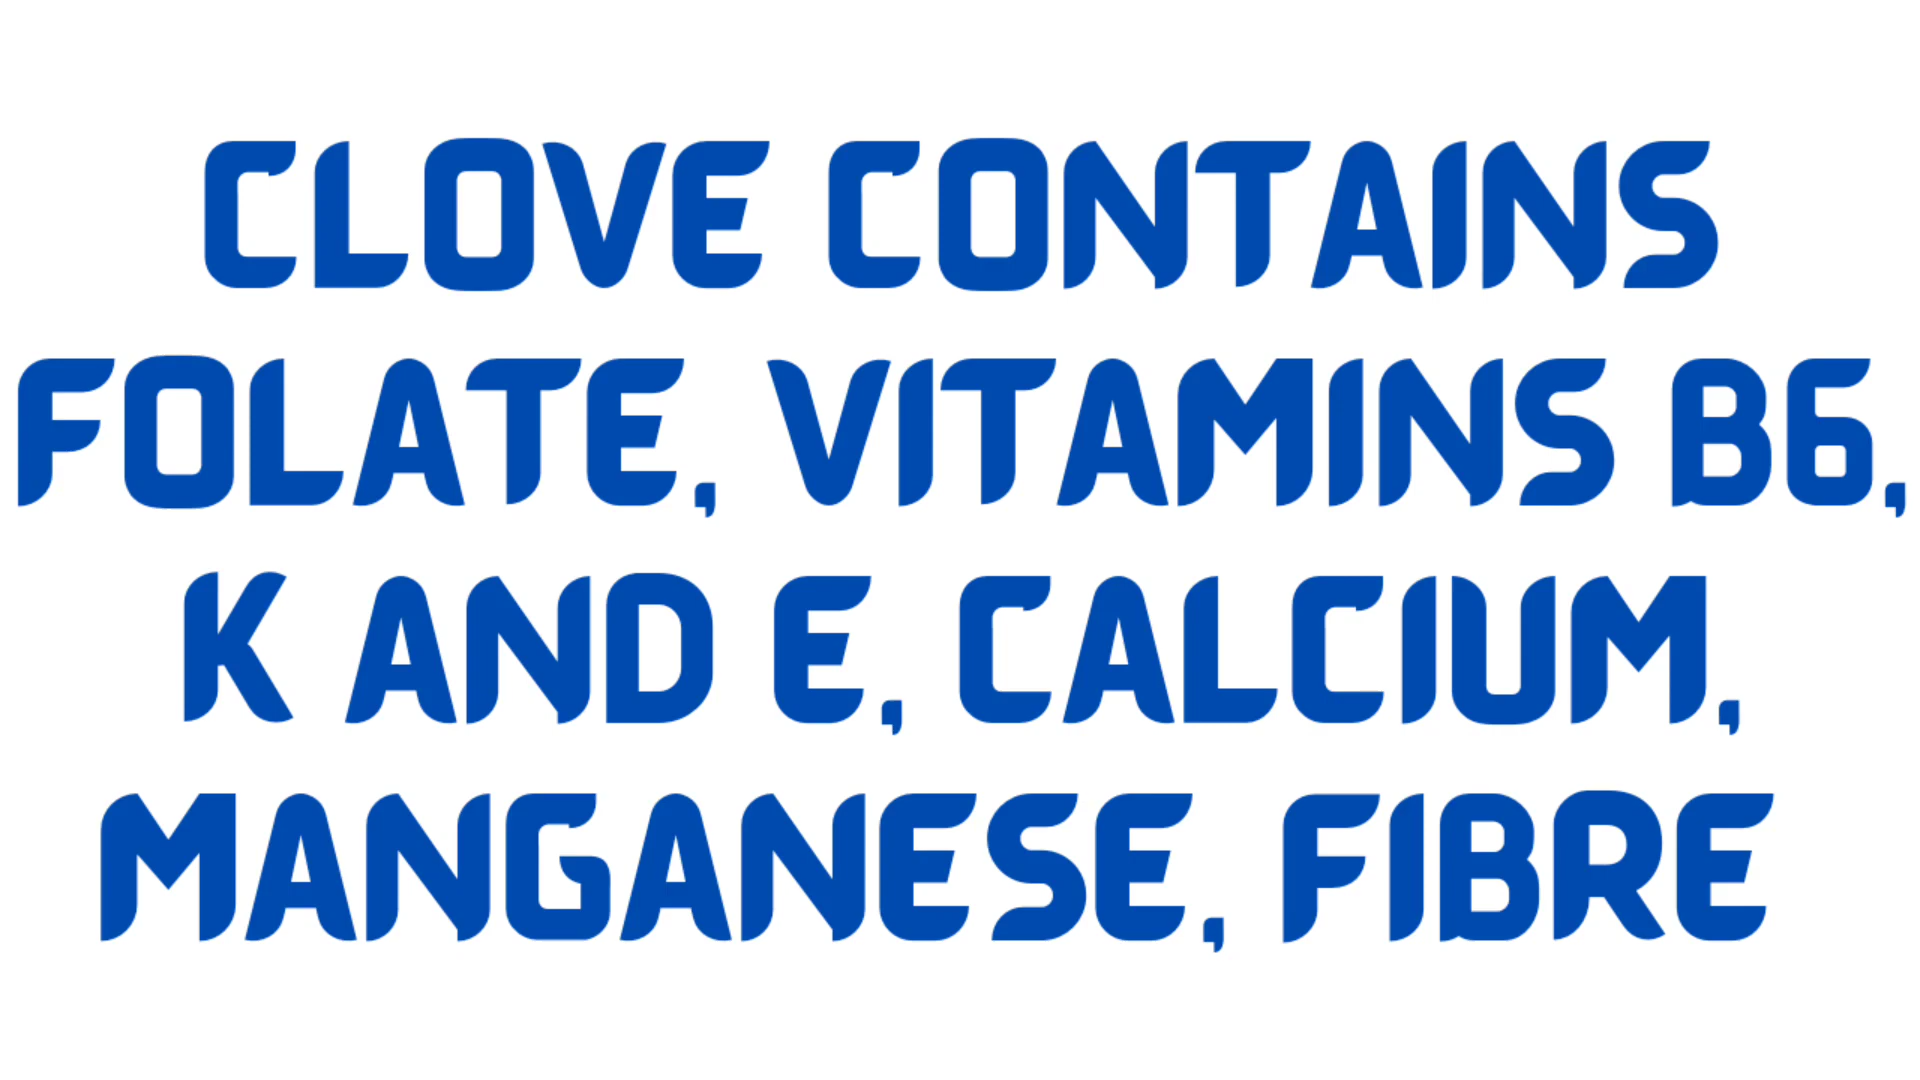 CLOVE CONTAINS
FOLATE, VITAMINS B6,
K AND E, CALCIUM,
MANGANESE, FIBRE